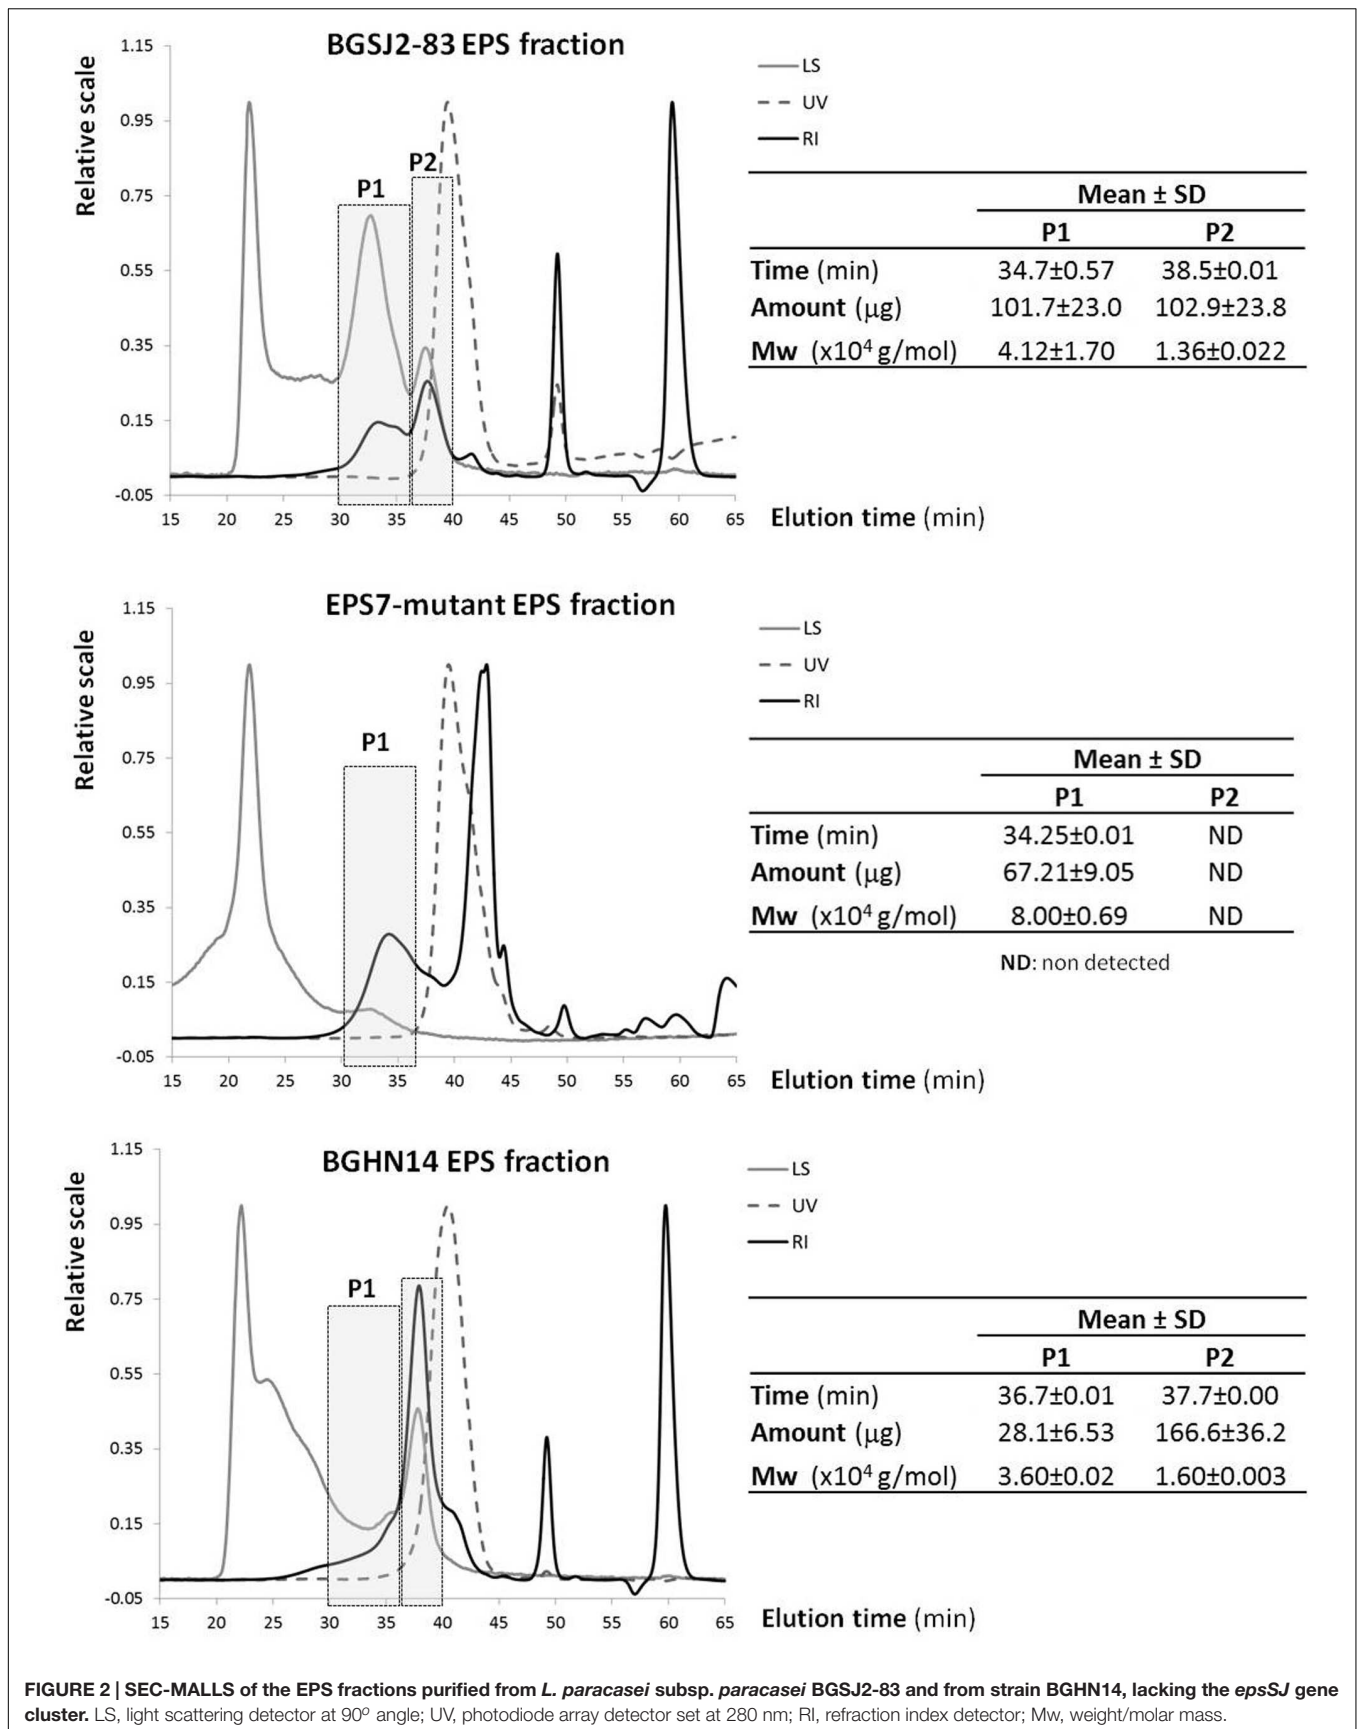 BGSJ2-83 EPS fraction
Relative scale
1.15
0.95
0.75
0.55
0.35
0.15
-0.05
P1
P2
15 20 25 30 35 40 45 50 55 60 65
Elution time (min)
LS
UV
RI
Mean ± SD
P1 P2
Time (min) 34.7±0.57 38.5±0.01
Amount (µg) 101.7±23.0 102.9±23.8
Mw (x10⁴ g/mol) 4.12±1.70 1.36±0.022
EPS7-mutant EPS fraction
Relative scale
1.15
0.95
0.75
0.55
0.35
0.15
-0.05
P1
15 20 25 30 35 40 45 50 55 60 65
Elution time (min)
LS
UV
RI
Mean ± SD
P1 P2
Time (min) 34.25±0.01 ND
Amount (µg) 67.21±9.05 ND
Mw (x10⁴ g/mol) 8.00±0.69 ND
ND: non detected
BGHN14 EPS fraction
Relative scale
1.15
0.95
0.75
0.55
0.35
0.15
-0.05
P1
15 20 25 30 35 40 45 50 55 60 65
Elution time (min)
LS
UV
RI
Mean ± SD
P1 P2
Time (min) 36.7±0.01 37.7±0.00
Amount (µg) 28.1±6.53 166.6±36.2
Mw (x10⁴ g/mol) 3.60±0.02 1.60±0.003
FIGURE 2 | SEC-MALLS of the EPS fractions purified from L. paracasei subsp. paracasei BGSJ2-83 and from strain BGHN14, lacking the epsSJ gene
cluster. LS, light scattering detector at 90º angle; UV, photodiode array detector set at 280 nm; RI, refraction index detector; Mw, weight/molar mass.